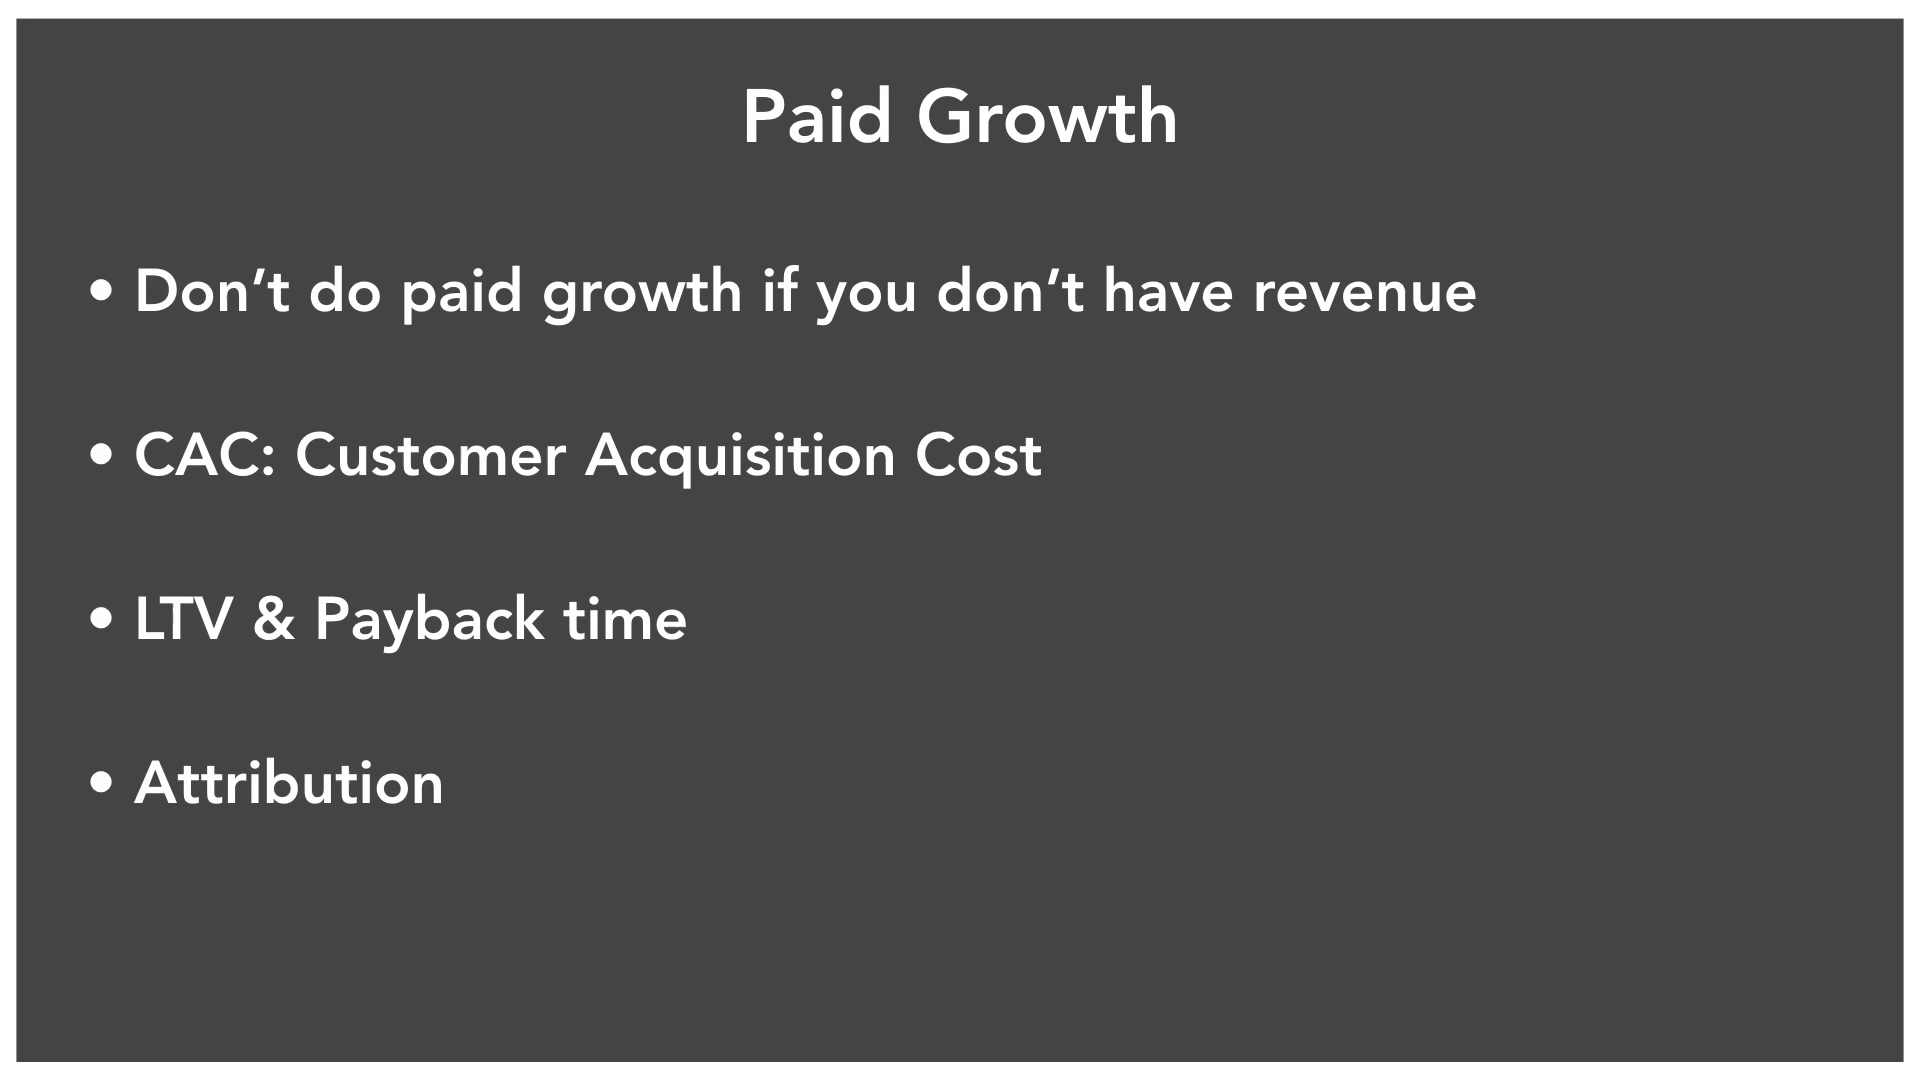 Paid Growth
• Don’t do paid growth if you don’t have revenue
• CAC: Customer Acquisition Cost
• LTV & Payback time
• Attribution